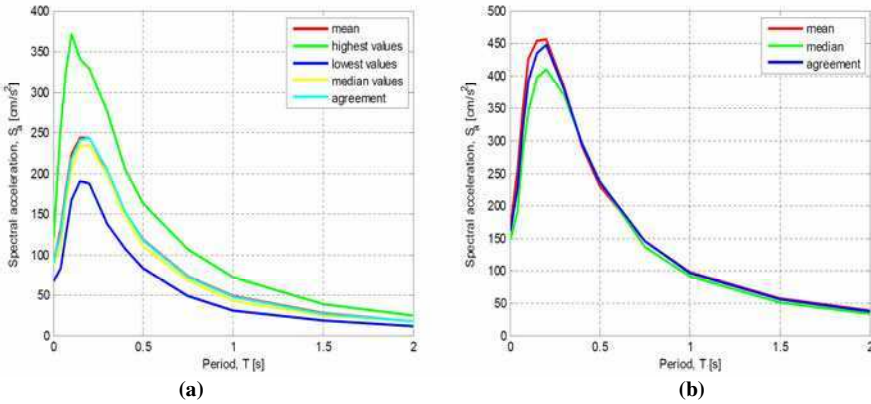 400
350
300
250
200
150
100
50
0
Spectral acceleration, Sa [cm/s²]
mean
highest values
lowest values
median values
agreement
0 0.5 1 1.5 2
Period, T [s]
(a)
500
450
400
350
300
250
200
150
100
50
0
Spectral acceleration, Sa [cm/s²]
mean
median
agreement
0 0.5 1 1.5 2
Period, T [s]
(b)